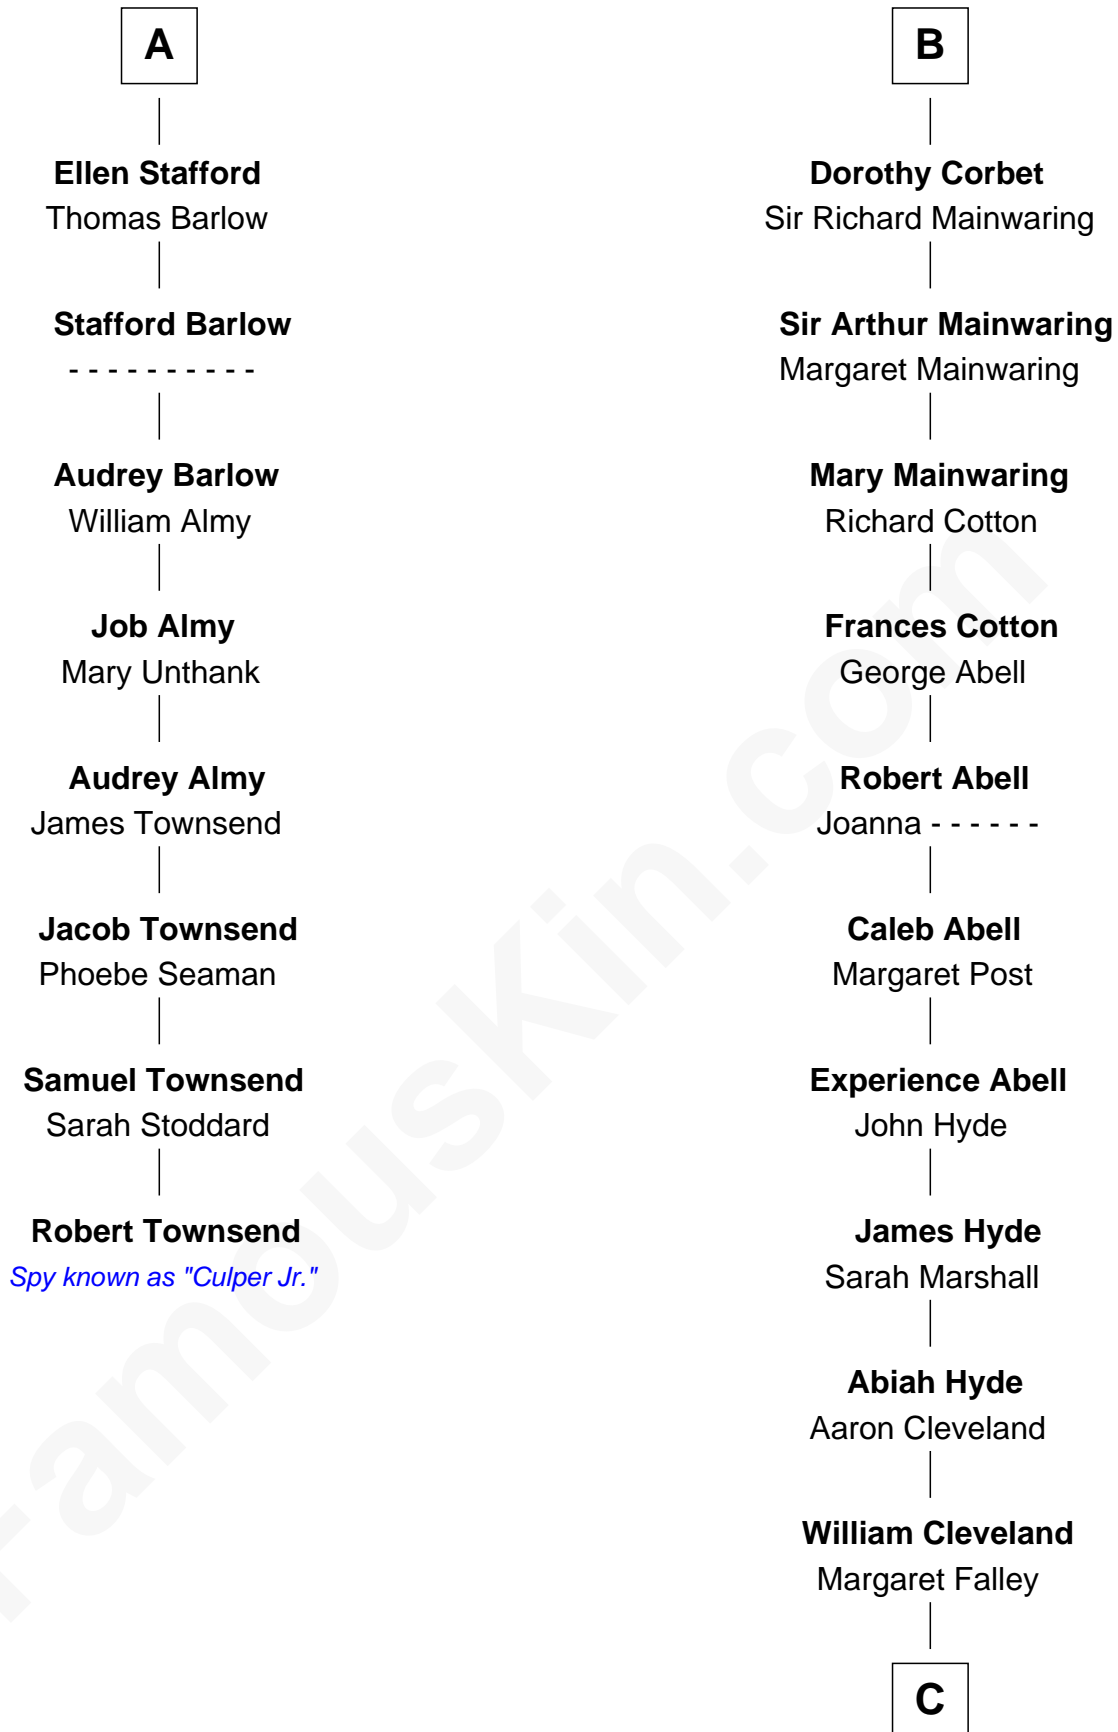 A
Ellen Stafford
Thomas Barlow
Stafford Barlow
- - - - - - - - - -
Audrey Barlow
William Almy
Job Almy
Mary Unthank
Audrey Almy
James Townsend
Jacob Townsend
Phoebe Seaman
Samuel Townsend
Sarah Stoddard
Robert Townsend
Spy known as "Culper Jr."
B
Dorothy Corbet
Sir Richard Mainwaring
Sir Arthur Mainwaring
Margaret Mainwaring
Mary Mainwaring
Richard Cotton
Frances Cotton
George Abell
Robert Abell
Joanna - - - - - -
Caleb Abell
Margaret Post
Experience Abell
John Hyde
James Hyde
Sarah Marshall
Abiah Hyde
Aaron Cleveland
William Cleveland
Margaret Falley
C
FamousKin.com